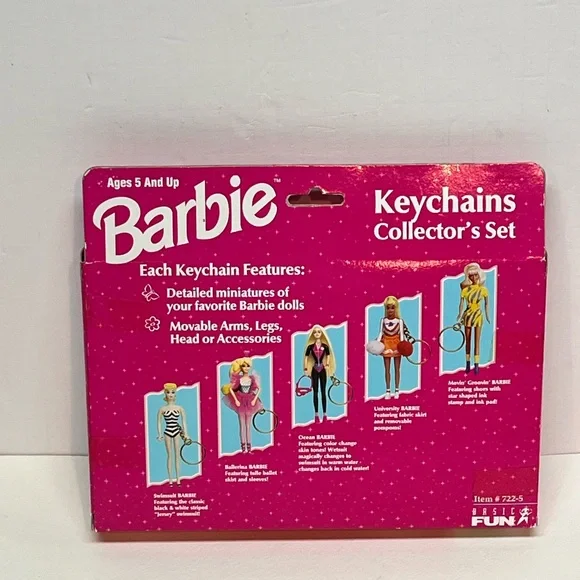 Ages 5 And Up
Barbie™
Keychains
Collector's Set
Each Keychain Features:
Detailed miniatures of
your favorite Barbie dolls
Movable Arms, Legs,
Head or Accessories
Swimsuit BARBIE
Featuring the classic
black & white striped
"Jersey" swimsuit!
Ballerina BARBIE
Featuring tulle ballet
skirt and sleeves!
Ocean BARBIE
Featuring color change
skin tones! Wetsuit
magically changes to
swimsuit in warm water -
changes back in cold water!
University BARBIE
Featuring fabric skirt
and removable
pompoms!
Movin' Groovin' BARBIE
Featuring shoes with
star shaped ink
stamp and ink pad!
Item # 722-5
BASIC
FUN